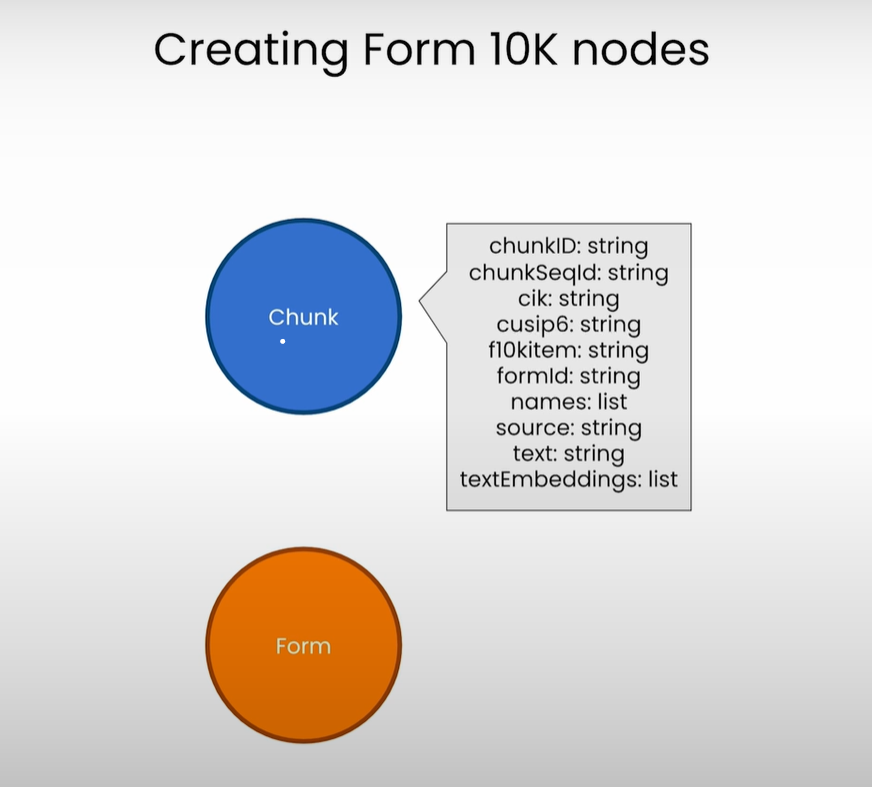 Creating Form 10K nodes
Chunk
chunkID: string
chunkSeqId: string
cik: string
cusip6: string
f10kitem: string
formId: string
names: list
source: string
text: string
textEmbeddings: list
Form